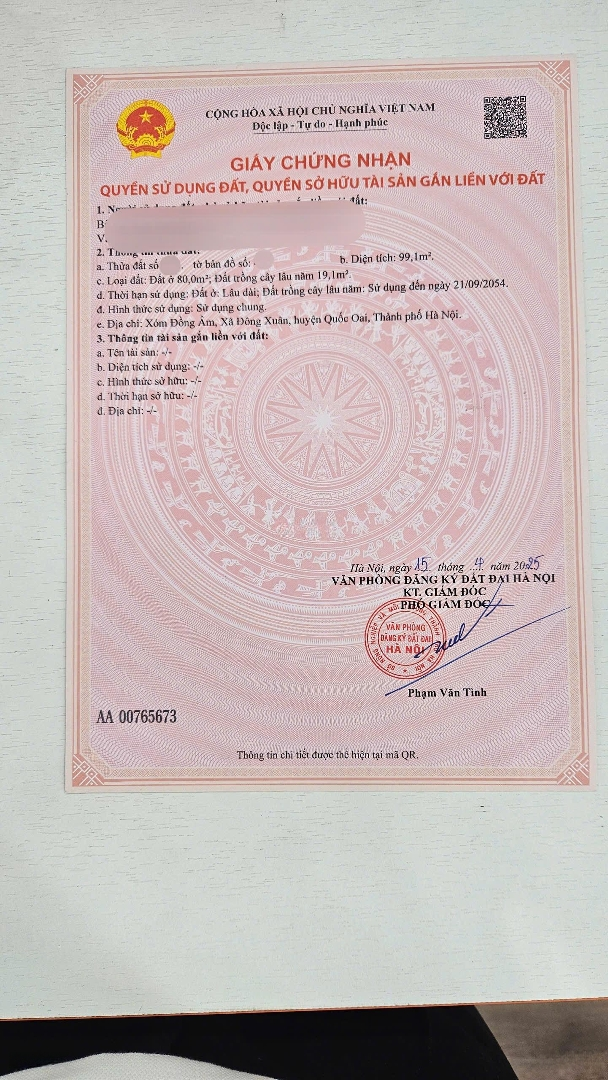 CỘNG HÒA XÃ HỘI CHỦ NGHĨA VIỆT NAM
Độc lập - Tự do - Hạnh phúc
GIẤY CHỨNG NHẬN
QUYỀN SỬ DỤNG ĐẤT, QUYỀN SỞ HỮU TÀI SẢN GẮN LIỀN VỚI ĐẤT
1. đất:
2. Thông tin thửa đất:
a. Thửa đất số tờ bản đồ số: b. Diện tích: 99,1m².
c. Loại đất: Đất ở 80,0m²; Đất trồng cây lâu năm 19,1m².
d. Thời hạn sử dụng: Đất ở: Lâu dài; Đất trồng cây lâu năm: Sử dụng đến ngày 21/09/2054.
đ. Hình thức sử dụng: Sử dụng chung.
e. Địa chỉ: Xóm Đồng Âm, Xã Đông Xuân, huyện Quốc Oai, Thành phố Hà Nội.
3. Thông tin tài sản gắn liền với đất:
a. Tên tài sản: -/-
b. Diện tích sử dụng: -/-
c. Hình thức sở hữu: -/-
d. Thời hạn sở hữu: -/-
đ. Địa chỉ: -/-
Hà Nội, ngày 15 tháng 4 năm 2025
VĂN PHÒNG ĐĂNG KÝ ĐẤT ĐAI HÀ NỘI
KT. GIÁM ĐỐC
PHÓ GIÁM ĐỐC
VĂN PHÒNG
ĐĂNG KÝ ĐẤT ĐAI
HÀ NỘI
Phạm Văn Tình
AA 00765673
Thông tin chi tiết được thể hiện tại mã QR.